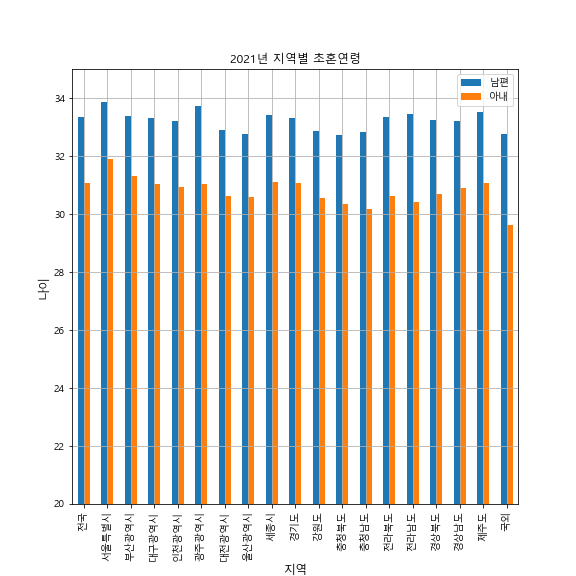 2021년 지역별 초혼연령
남편
아내
34
32
30
28
26
24
22
20
나이
전국
서울특별시
부산광역시
대구광역시
인천광역시
광주광역시
대전광역시
울산광역시
세종시
경기도
강원도
충청북도
충청남도
전라북도
전라남도
경상북도
경상남도
제주도
국외
지역